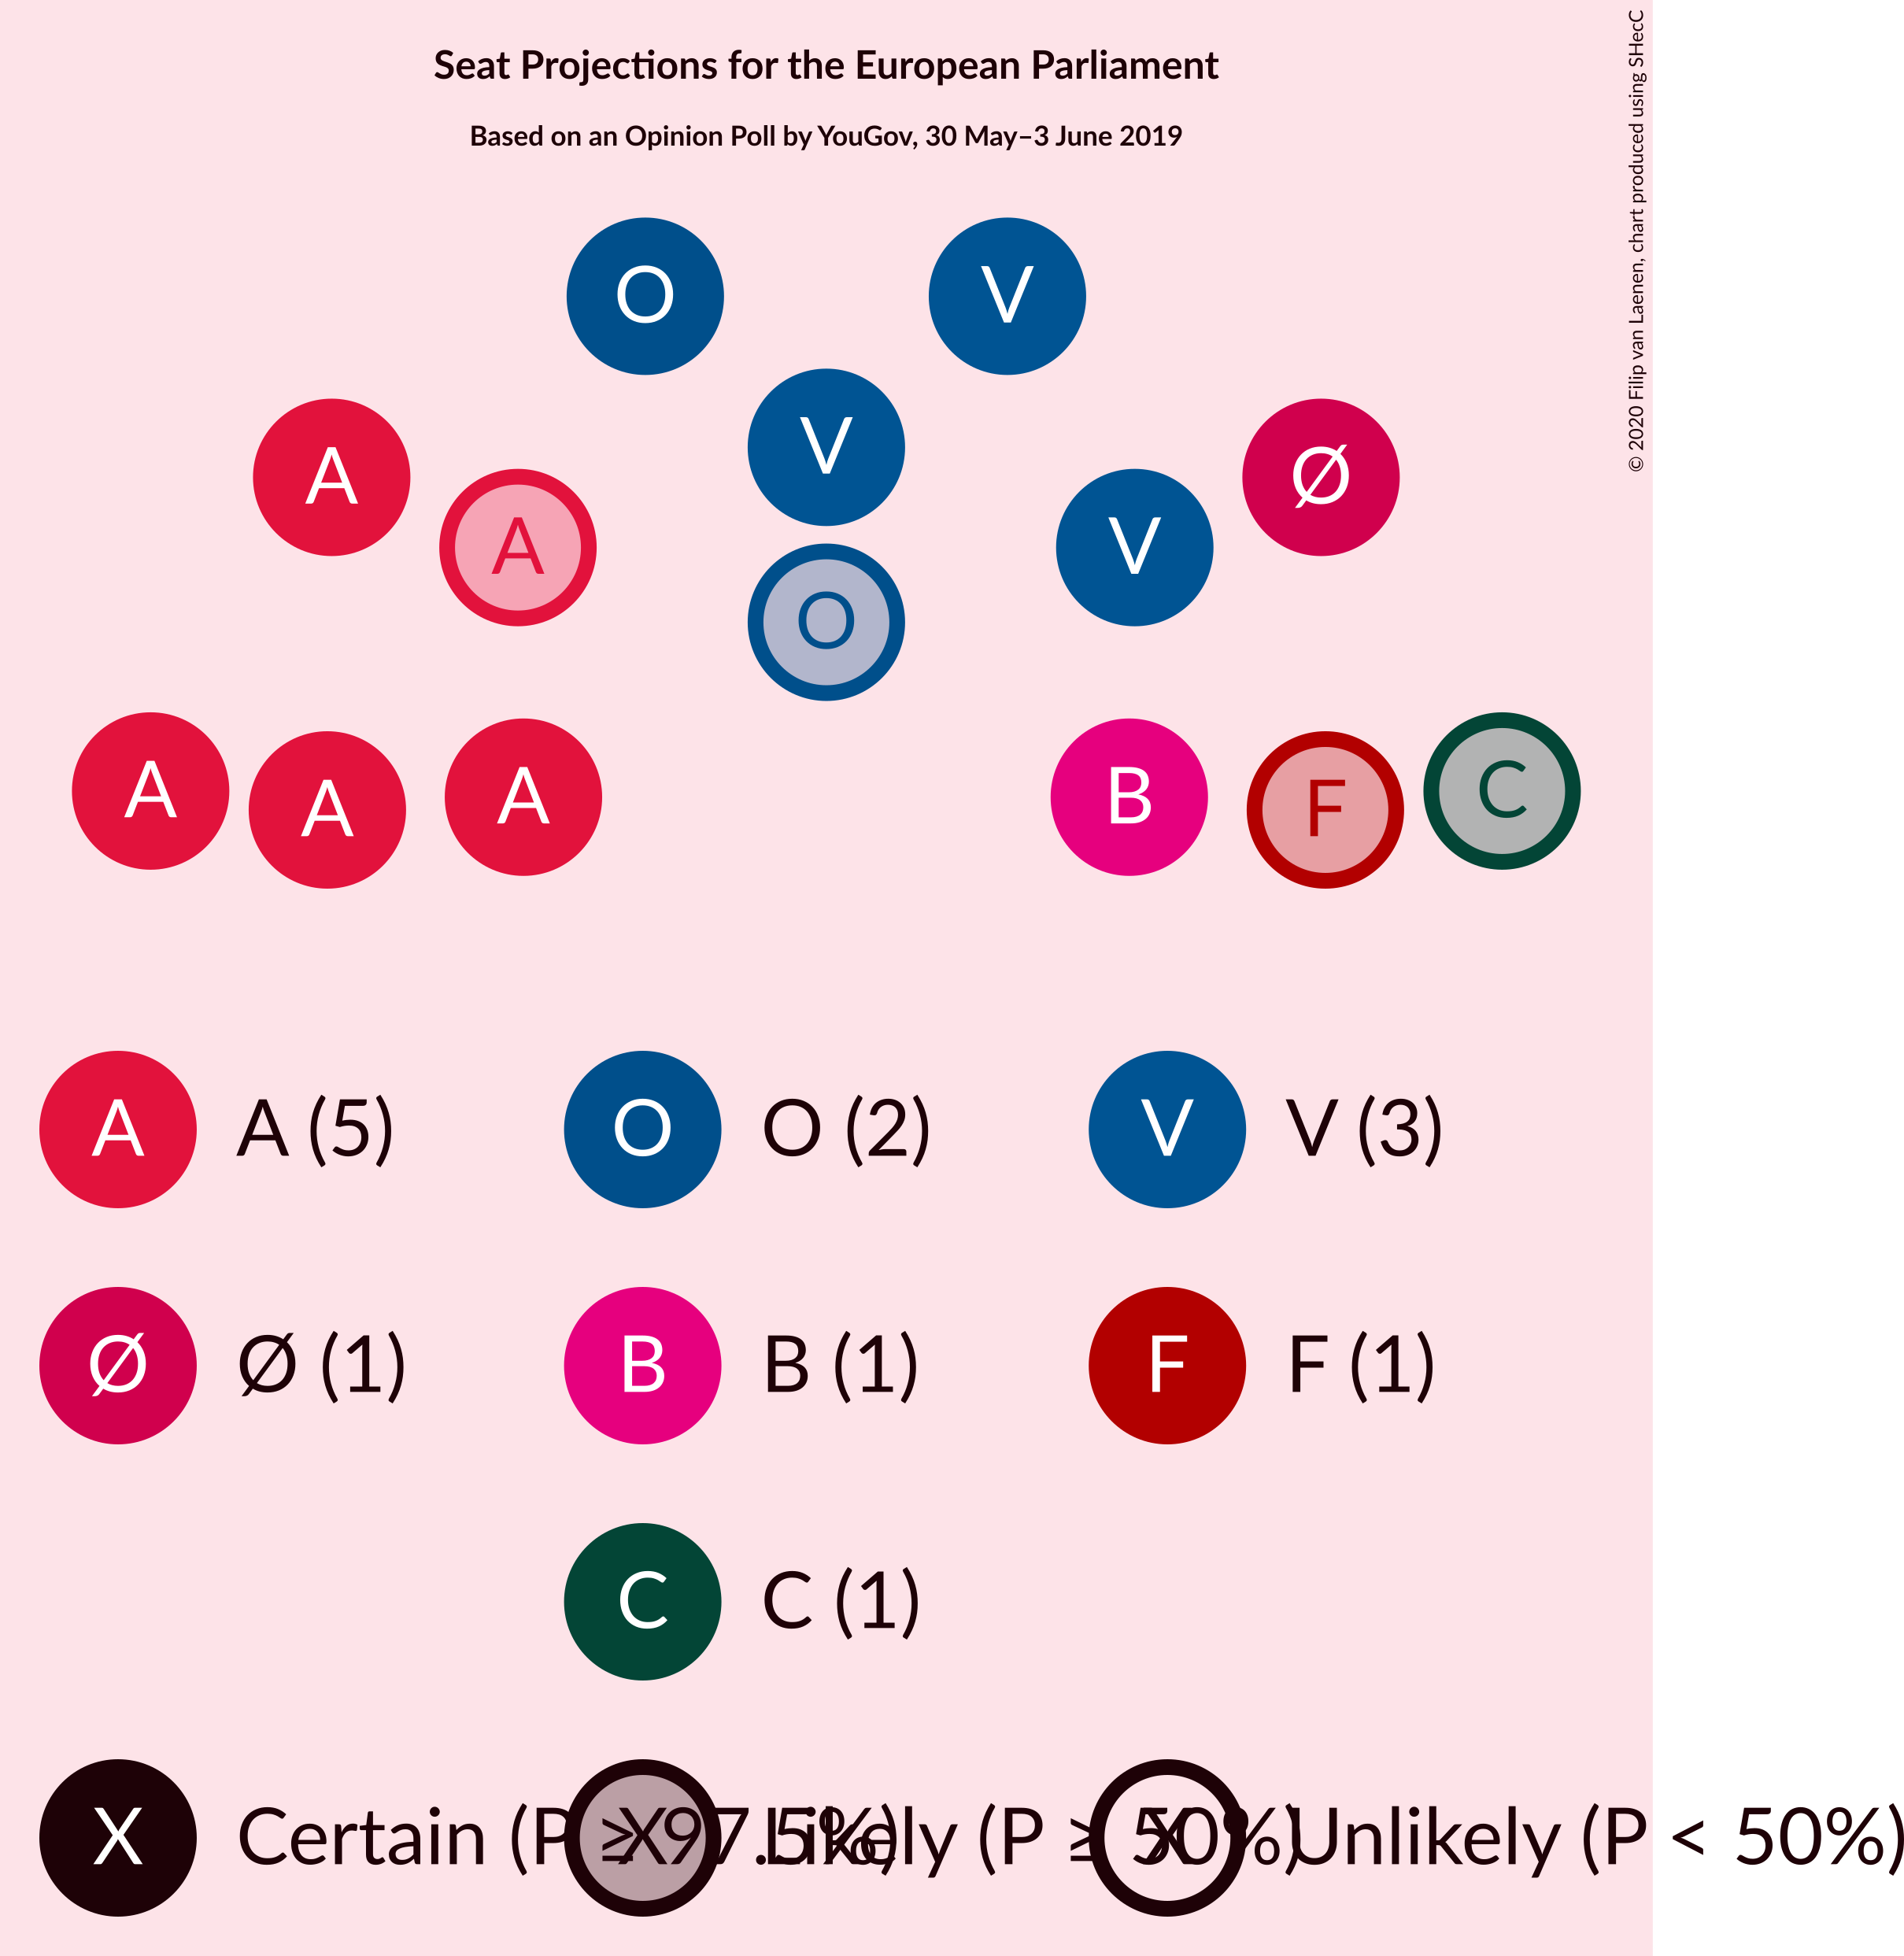 Seat Projections for the European Parliament
Based on an Opinion Poll by YouGov, 30 May–3 June 2019
© 2020 Filip van Laenen, chart produced using SHecC
O V
V
A Ø
A V
O
A A A B F C
A A (5) O O (2) V V (3)
Ø Ø (1) B B (1) F F (1)
C C (1)
X Certain (P ≥ 97.5%) X Likely (P ≥ 50%) X Unlikely (P < 50%)